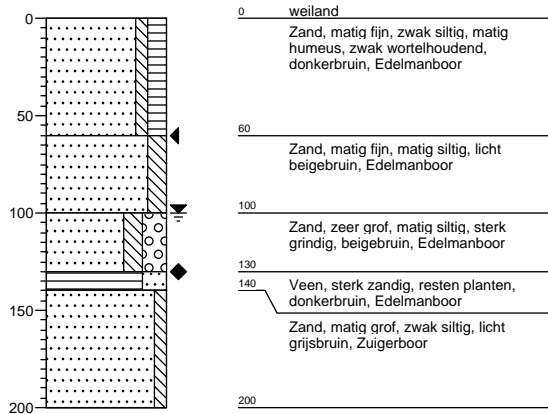 0
50
100
150
200
0
weiland
Zand, matig fijn, zwak siltig, matig
humeus, zwak wortelhoudend,
donkerbruin, Edelmanboor
60
Zand, matig fijn, matig siltig, licht
beigebruin, Edelmanboor
100
Zand, zeer grof, matig siltig, sterk
grindig, beigebruin, Edelmanboor
130
Veen, sterk zandig, resten planten,
donkerbruin, Edelmanboor
140
Zand, matig grof, zwak siltig, licht
grijsbruin, Zuigerboor
200